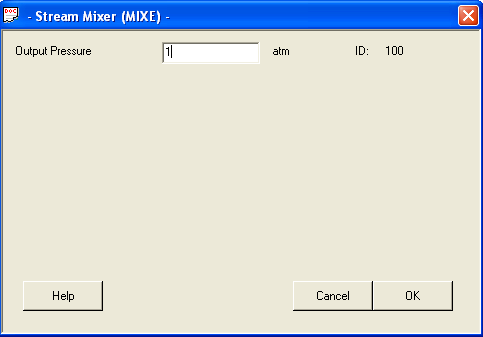 - Stream Mixer (MIXE) -
Output Pressure 1 atm ID: 100
Help Cancel OK